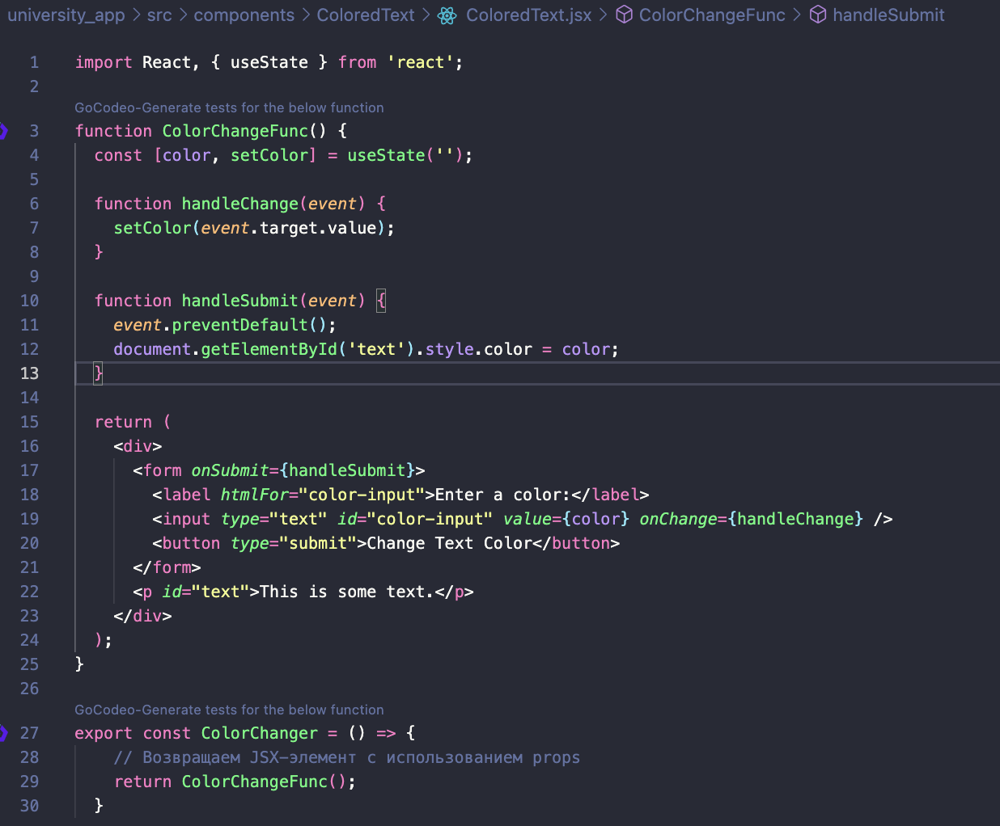 university_app > src > components > ColoredText > ColoredText.jsx > ColorChangeFunc > handleSubmit
1 import React, { useState } from 'react';
2
GoCodeo-Generate tests for the below function
3 function ColorChangeFunc() {
4 const [color, setColor] = useState('');
5
6 function handleChange(event) {
7 setColor(event.target.value);
8 }
9
10 function handleSubmit(event) {
11 event.preventDefault();
12 document.getElementById('text').style.color = color;
13 }
14
15 return (
16 <div>
17 <form onSubmit={handleSubmit}>
18 <label htmlFor="color-input">Enter a color:</label>
19 <input type="text" id="color-input" value={color} onChange={handleChange} />
20 <button type="submit">Change Text Color</button>
21 </form>
22 <p id="text">This is some text.</p>
23 </div>
24 );
25 }
26
GoCodeo-Generate tests for the below function
27 export const ColorChanger = () => {
28 // Возвращаем JSX-элемент с использованием props
29 return ColorChangeFunc();
30 }